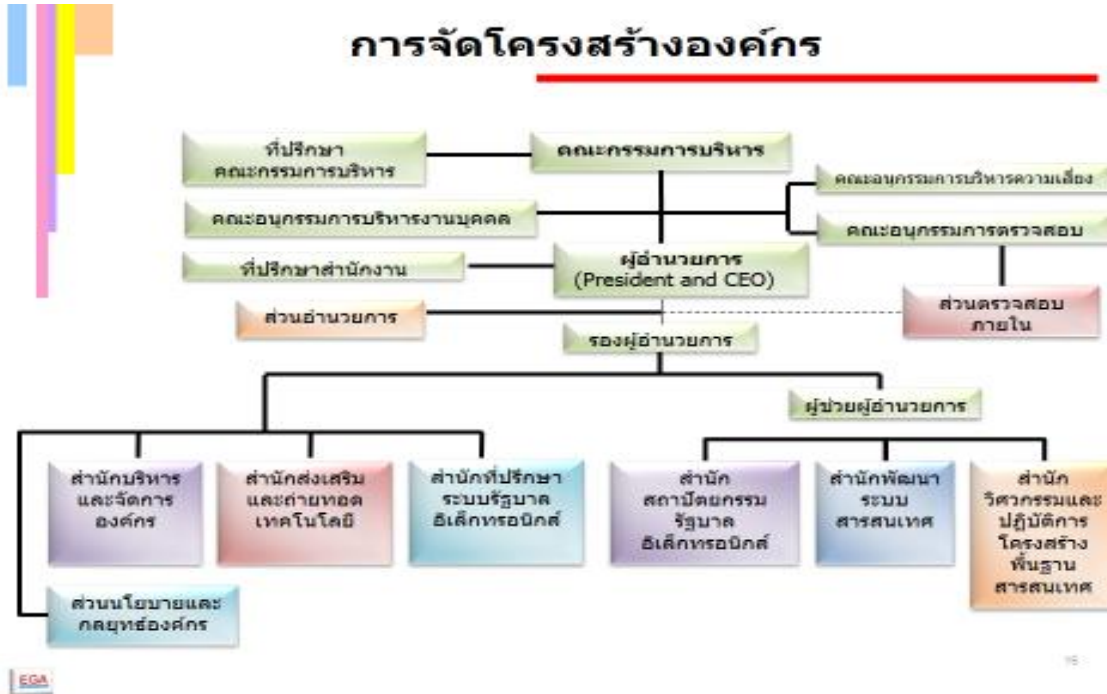 การจัดโครงสร้างองค์กร
ที่ปรึกษา
คณะกรรมการบริหาร
คณะกรรมการบริหาร
คณะอนุกรรมการบริหารความเสี่ยง
คณะอนุกรรมการบริหารงานบุคคล
คณะอนุกรรมการตรวจสอบ
ที่ปรึกษาสำนักงาน
ผู้อำนวยการ
(President and CEO)
ส่วนอำนวยการ
ส่วนตรวจสอบ
ภายใน
รองผู้อำนวยการ
ผู้ช่วยผู้อำนวยการ
สำนักบริหาร
และจัดการ
องค์กร
สำนักส่งเสริม
และถ่ายทอด
เทคโนโลยี
สำนักที่ปรึกษา
ระบบรัฐบาล
อิเล็กทรอนิกส์
สำนัก
สถาปัตยกรรม
รัฐบาล
อิเล็กทรอนิกส์
สำนักพัฒนา
ระบบ
สารสนเทศ
สำนัก
วิศวกรรมและ
ปฏิบัติการ
โครงสร้าง
พื้นฐาน
สารสนเทศ
ส่วนนโยบายและ
กลยุทธ์องค์กร
EGA